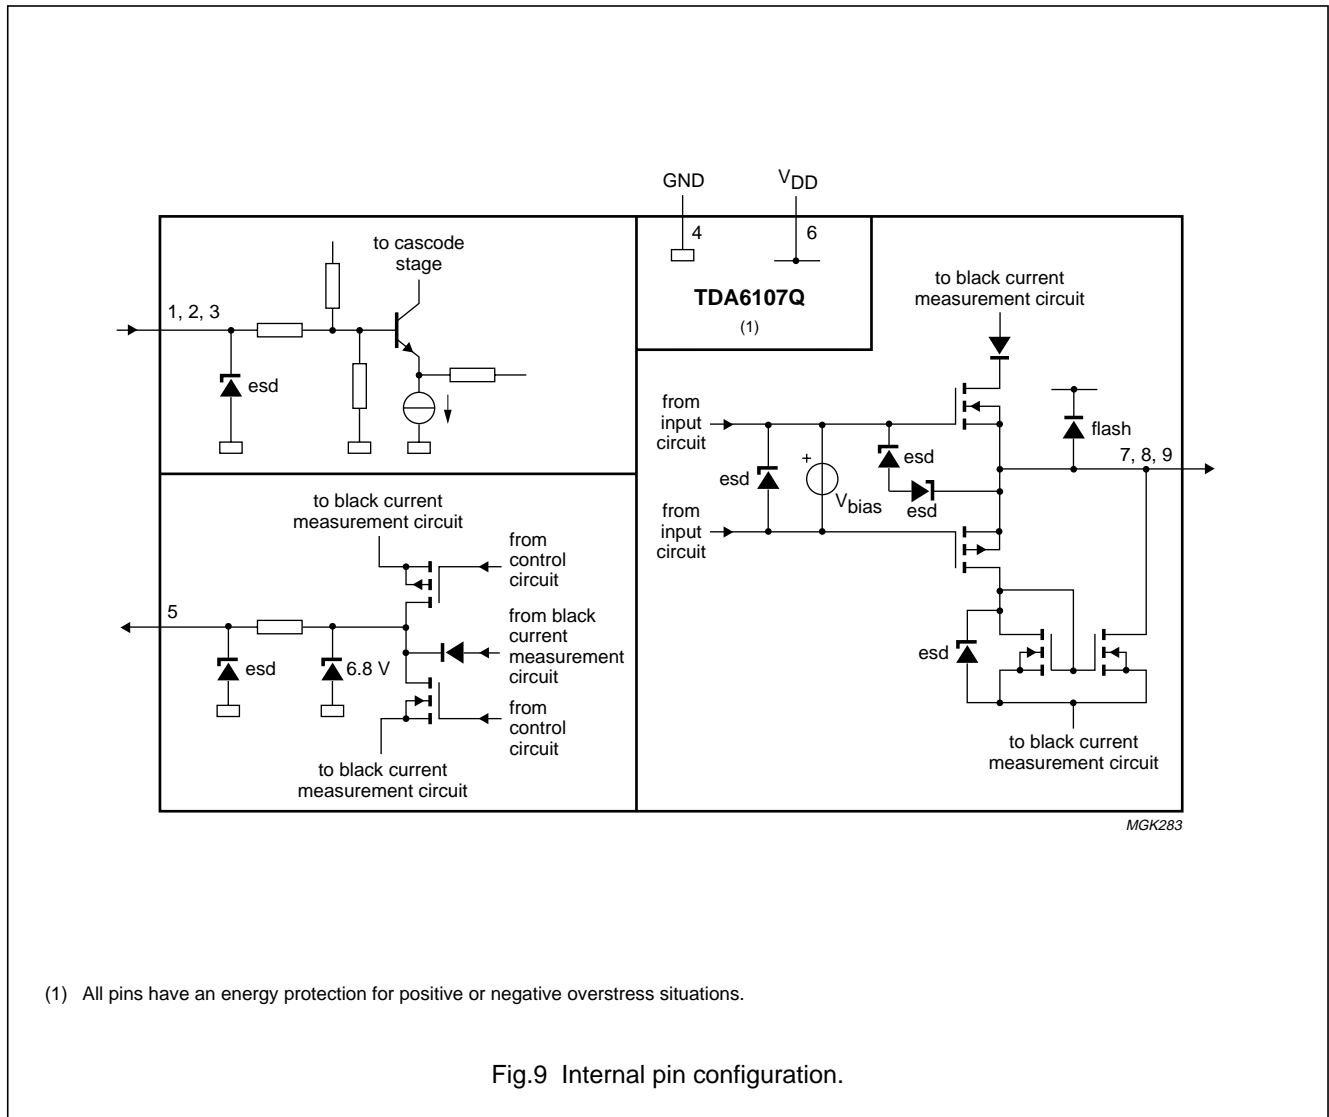 GND
VDD
4
6
TDA6107Q
(1)
to cascode
stage
1, 2, 3
esd
to black current
measurement circuit
from
input
circuit
flash
7, 8, 9
esd
esd
+
Vbias
esd
from
input
circuit
esd
to black current
measurement circuit
to black current
measurement circuit
from
control
circuit
5
from black
current
measurement
circuit
esd
6.8 V
from
control
circuit
to black current
measurement circuit
MGK283
(1) All pins have an energy protection for positive or negative overstress situations.
Fig.9 Internal pin configuration.